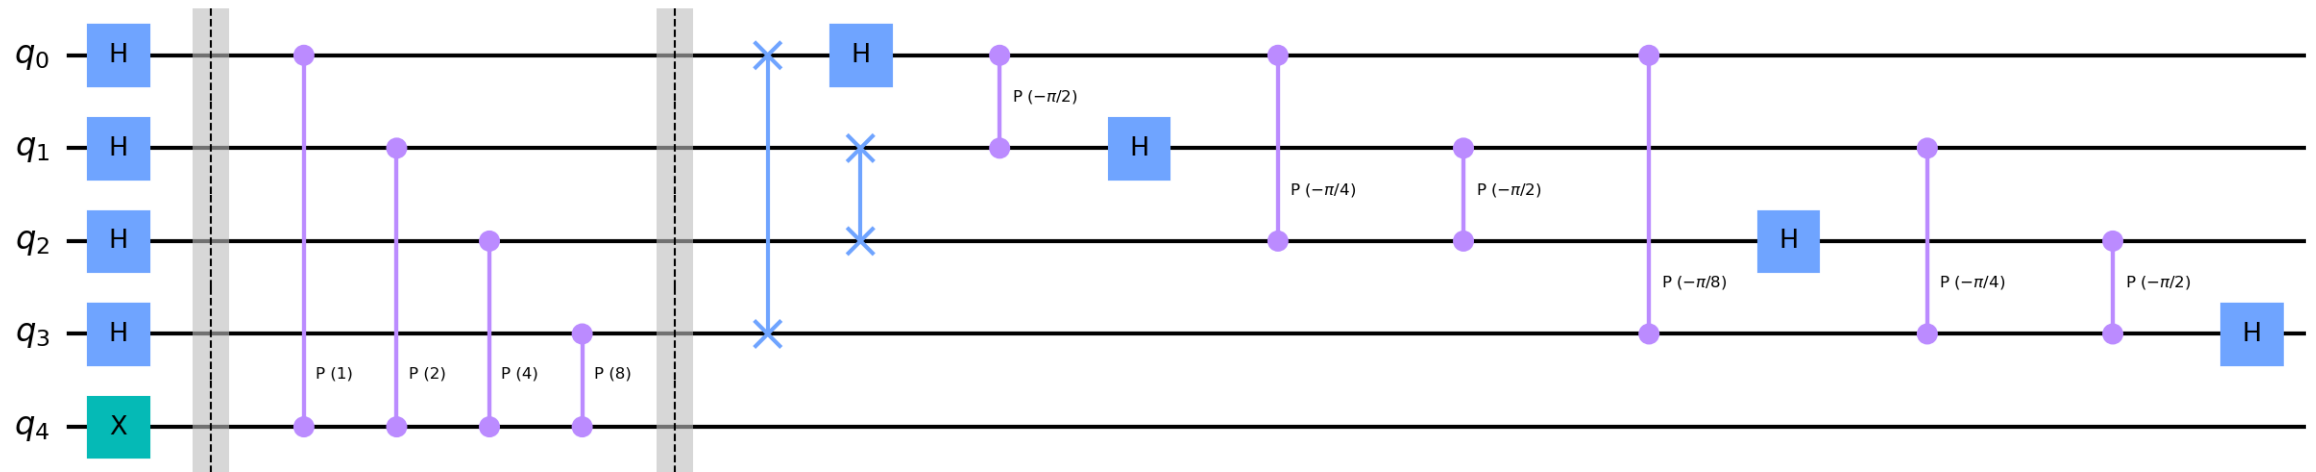 q0 H H
P (−π/2)
q1 H H
P (−π/4) P (−π/2)
q2 H H
P (−π/8) P (−π/4) P (−π/2)
q3 H H
P (1) P (2) P (4) P (8)
q4 X